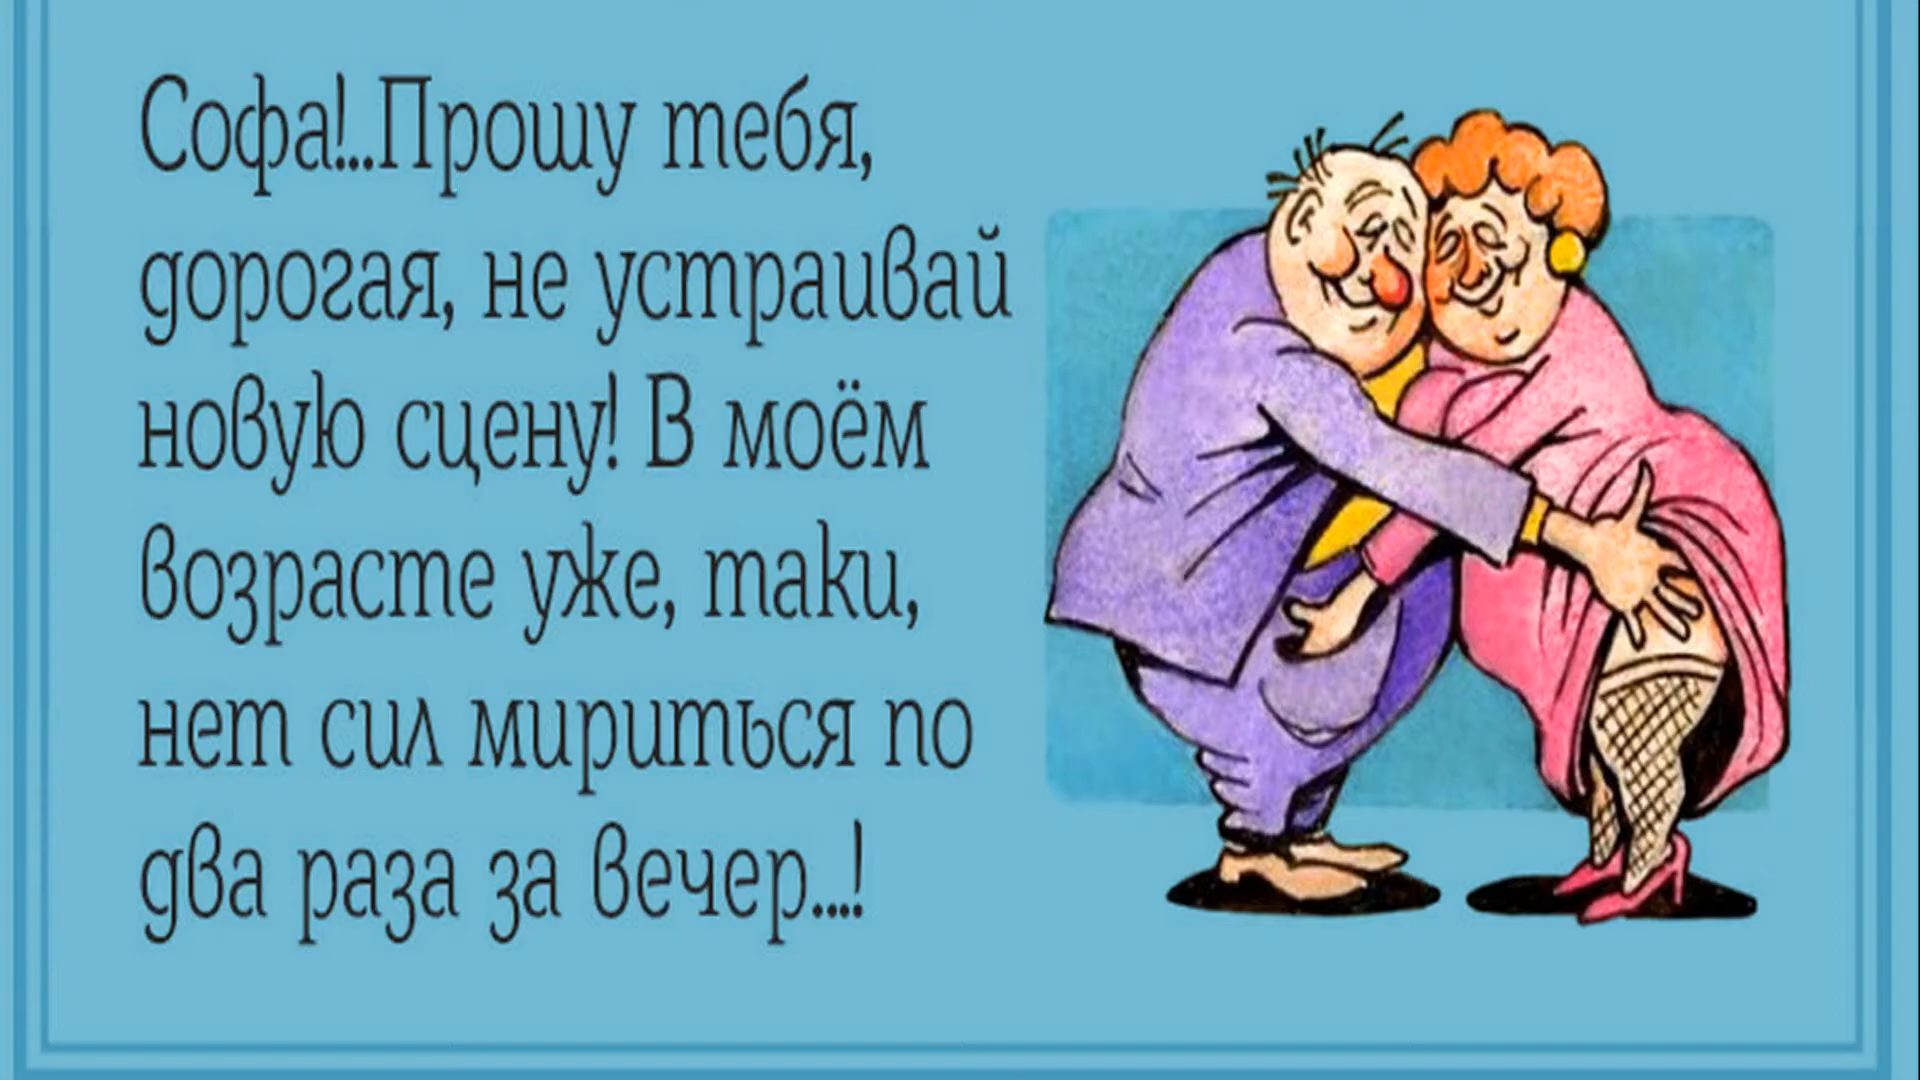 Софа!...Прошу тебя,
дорогая, не устраивай
новую сцену! В моём
возрасте уже, таки,
нет сил мириться по
два раза за вечер...!